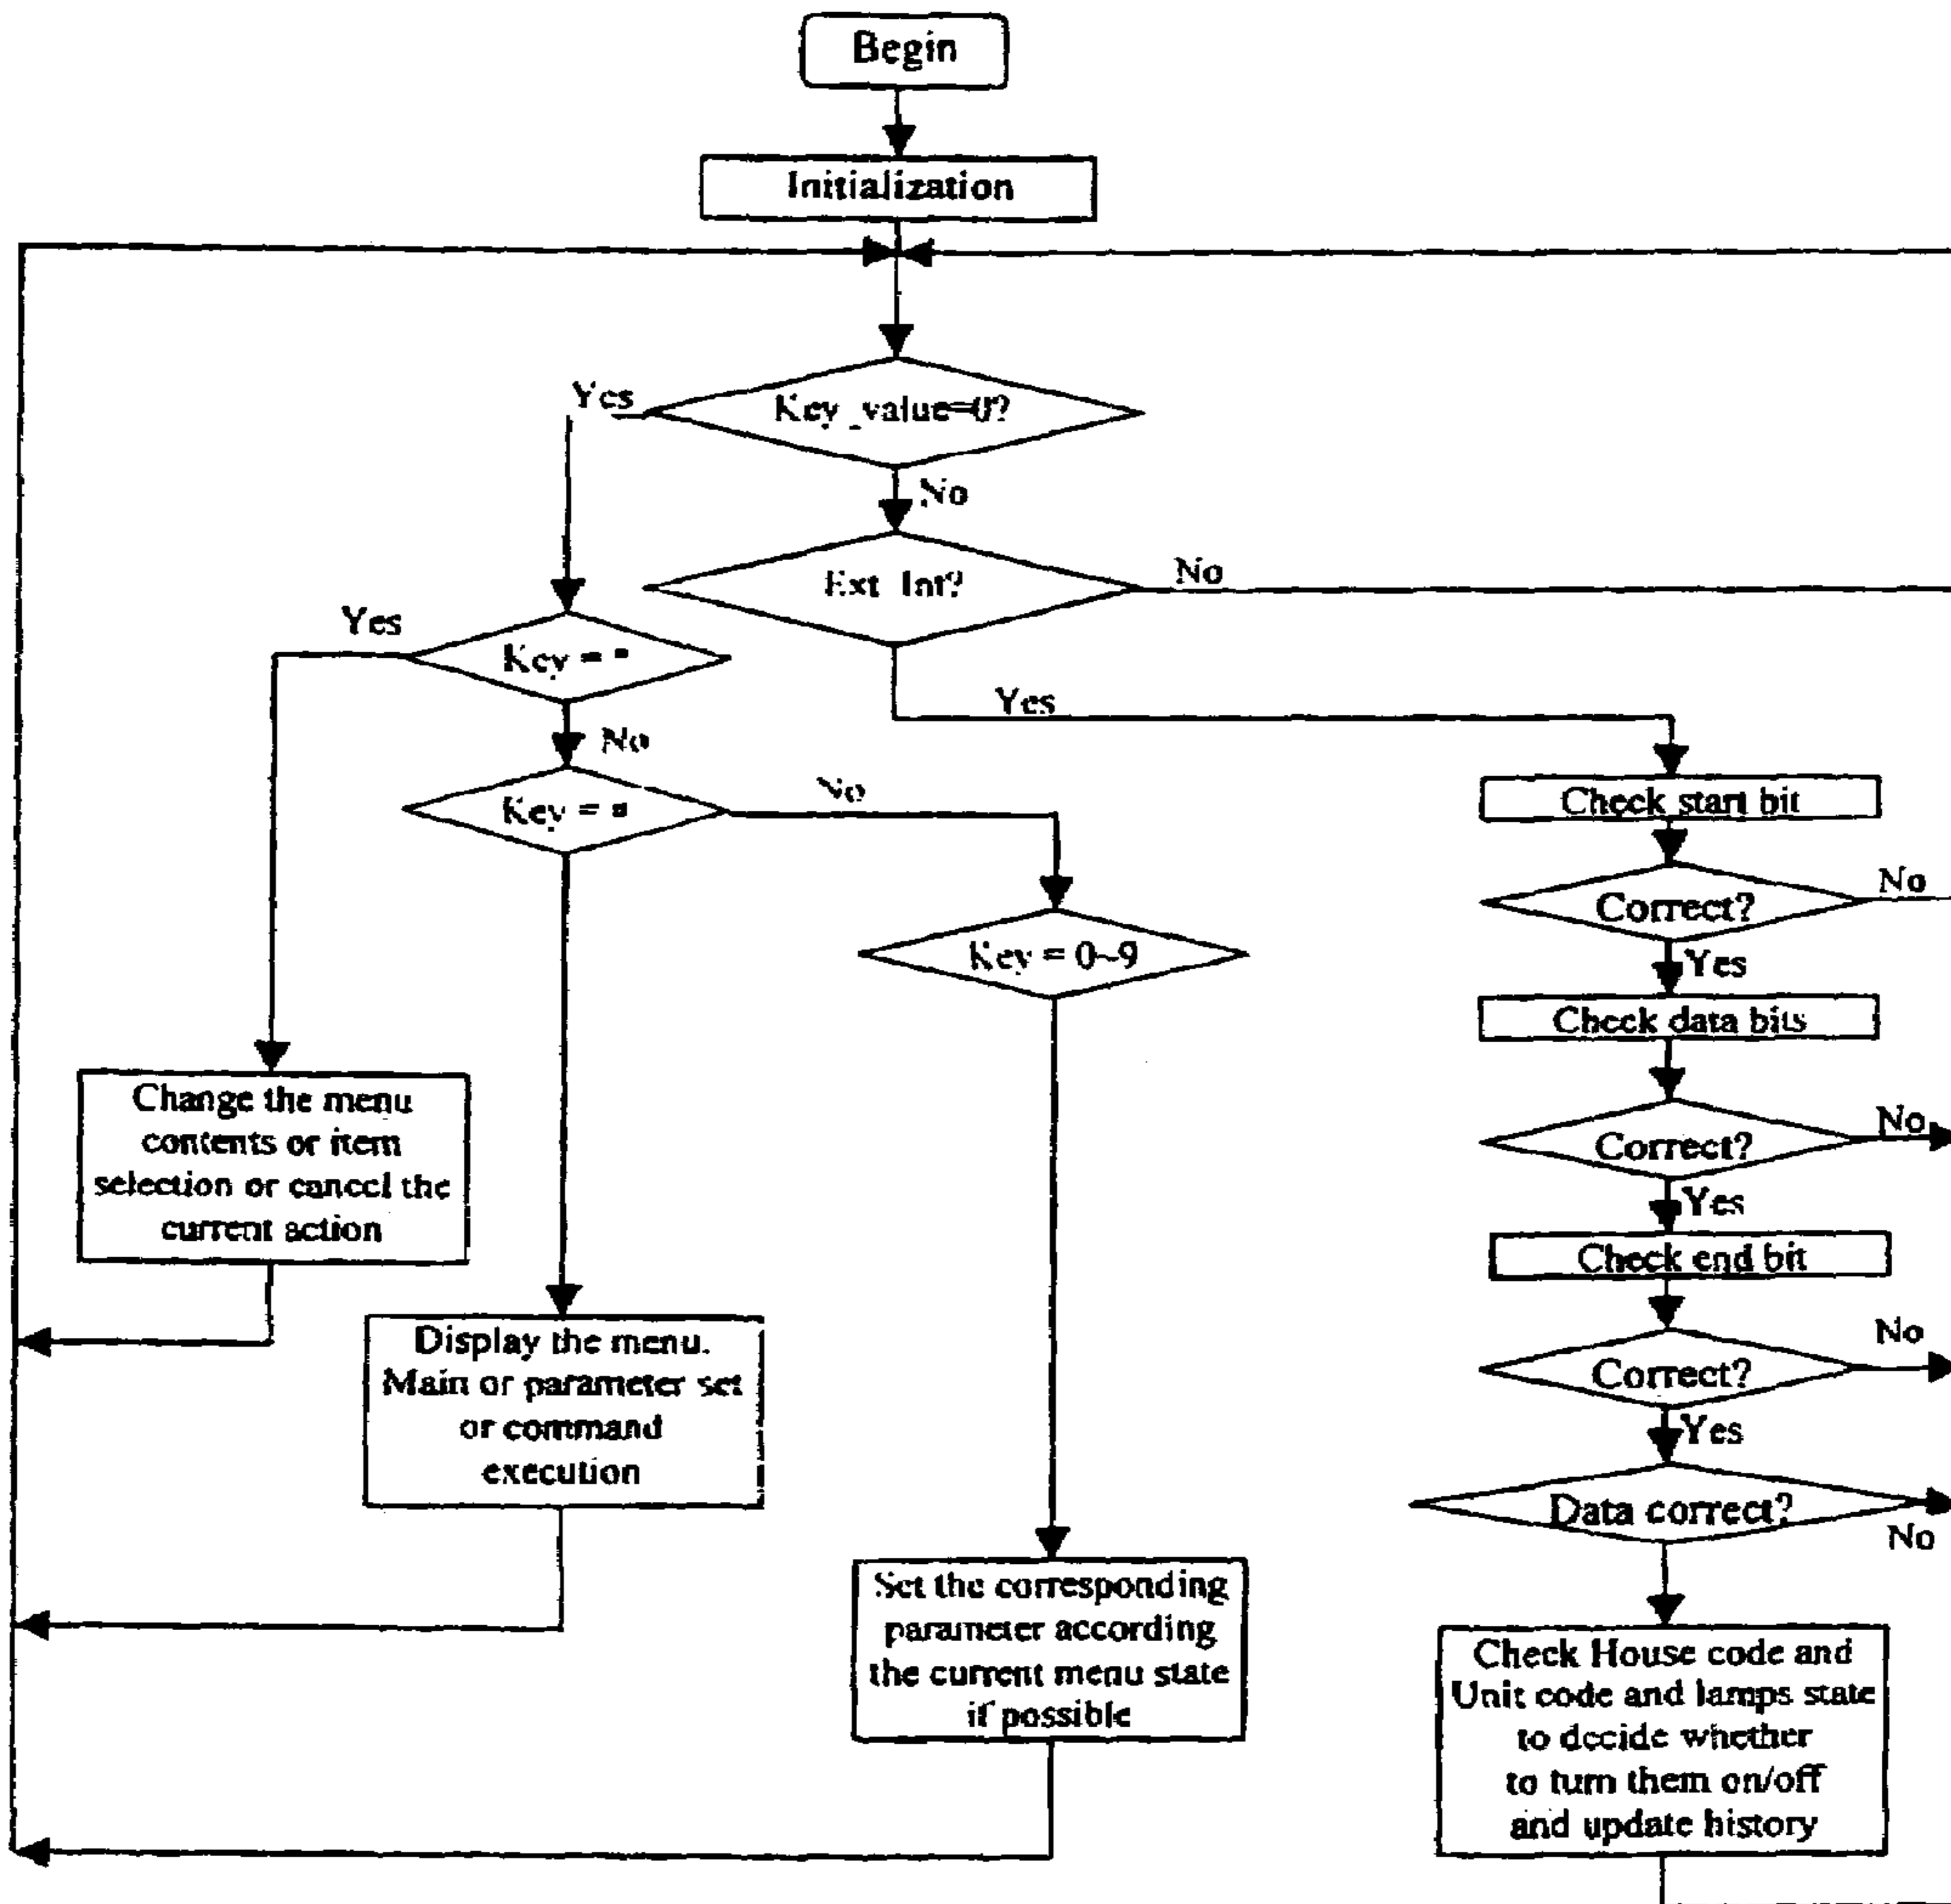 Begin
Initialization
Key_value=0?
Yes
No
Ext Int?
No
Yes
Key =
Yes
No
Key =
No
Key = 0~9
Check start bit
Correct?
No
Yes
Check data bits
Correct?
No
Yes
Check end bit
Correct?
No
Yes
Data correct?
No
Change the menu
contents or item
selection or cancel the
current action
Display the menu.
Main or parameter set
or command
execution
Set the corresponding
parameter according
the current menu state
if possible
Check House code and
Unit code and lamps state
to decide whether
to turn them on/off
and update history